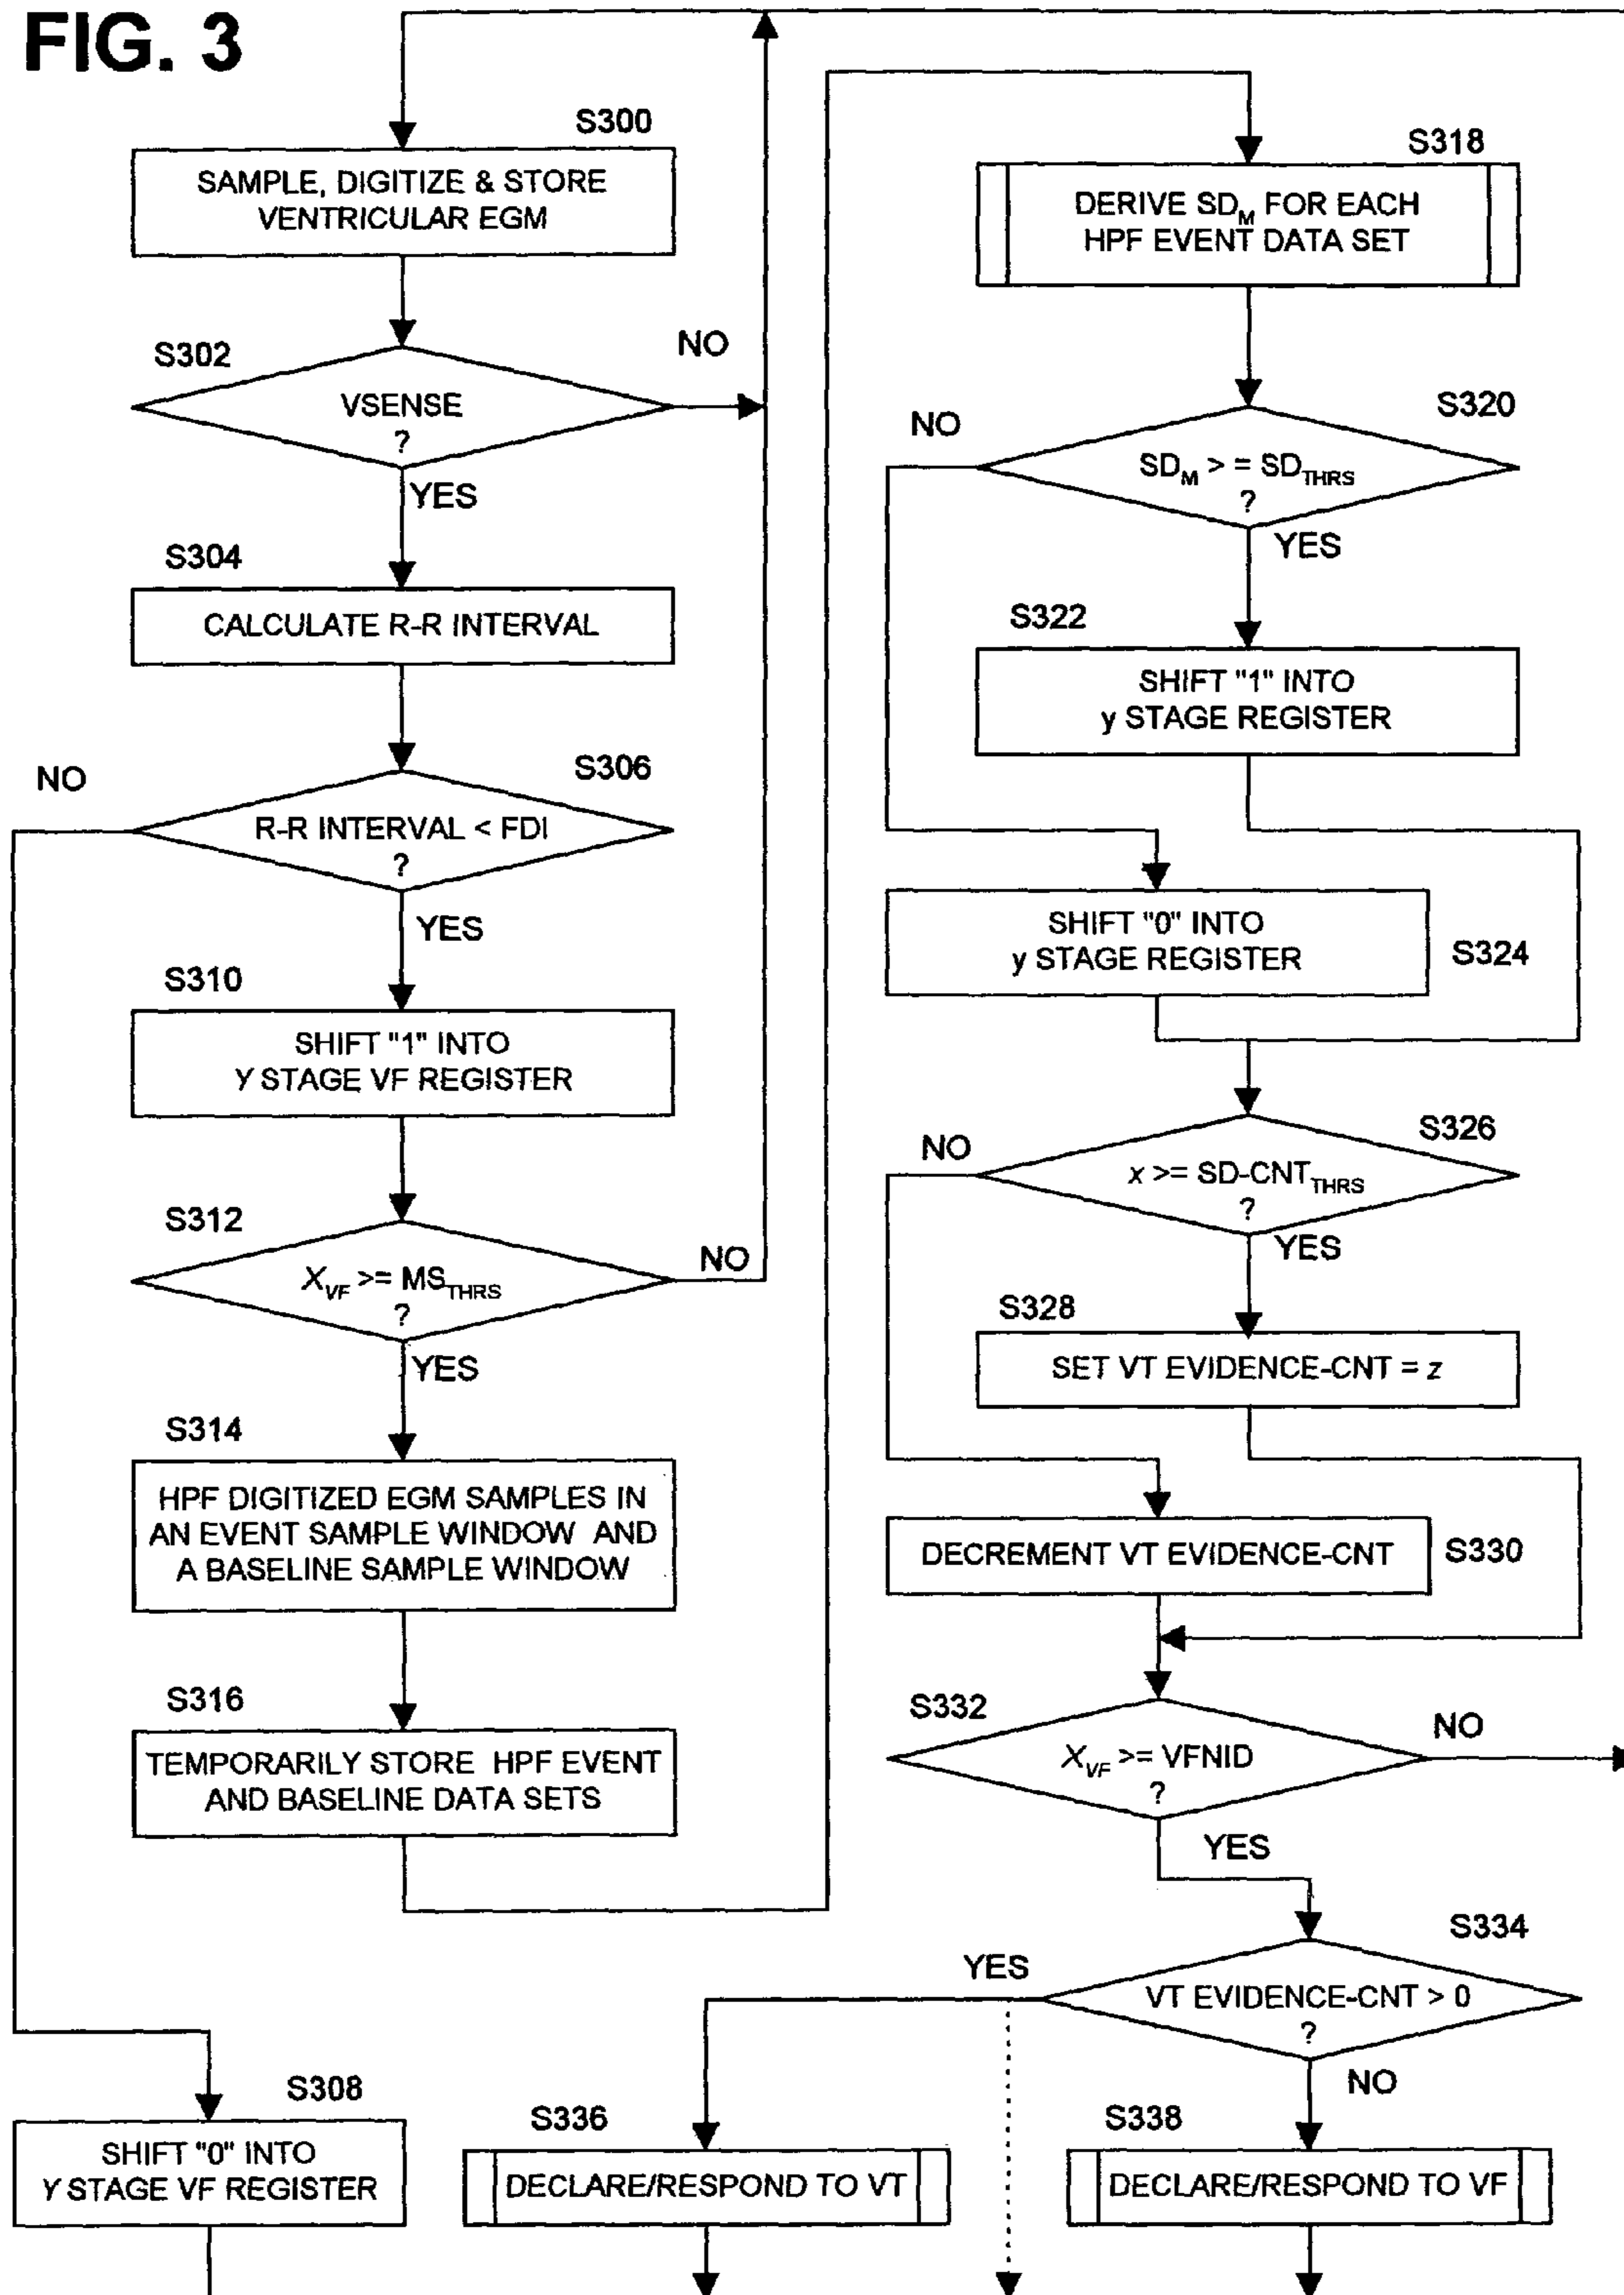 FIG. 3
S300
SAMPLE, DIGITIZE & STORE
VENTRICULAR EGM
S302
NO
VSENSE
?
YES
S304
CALCULATE R-R INTERVAL
NO
S306
R-R INTERVAL < FDI
?
YES
S310
SHIFT "1" INTO
Y STAGE VF REGISTER
S312
NO
X_VF >= MS_THRS
?
YES
S314
HPF DIGITIZED EGM SAMPLES IN
AN EVENT SAMPLE WINDOW AND
A BASELINE SAMPLE WINDOW
S316
TEMPORARILY STORE HPF EVENT
AND BASELINE DATA SETS
S308
SHIFT "0" INTO
Y STAGE VF REGISTER
S318
DERIVE SD_M FOR EACH
HPF EVENT DATA SET
NO
S320
SD_M > = SD_THRS
?
YES
S322
SHIFT "1" INTO
y STAGE REGISTER
SHIFT "0" INTO
y STAGE REGISTER
S324
NO
S326
x >= SD-CNT_THRS
?
YES
S328
SET VT EVIDENCE-CNT = z
DECREMENT VT EVIDENCE-CNT
S330
S332
NO
X_VF >= VFNID
?
YES
S334
YES
VT EVIDENCE-CNT > 0
?
NO
S336
DECLARE/RESPOND TO VT
S338
DECLARE/RESPOND TO VF